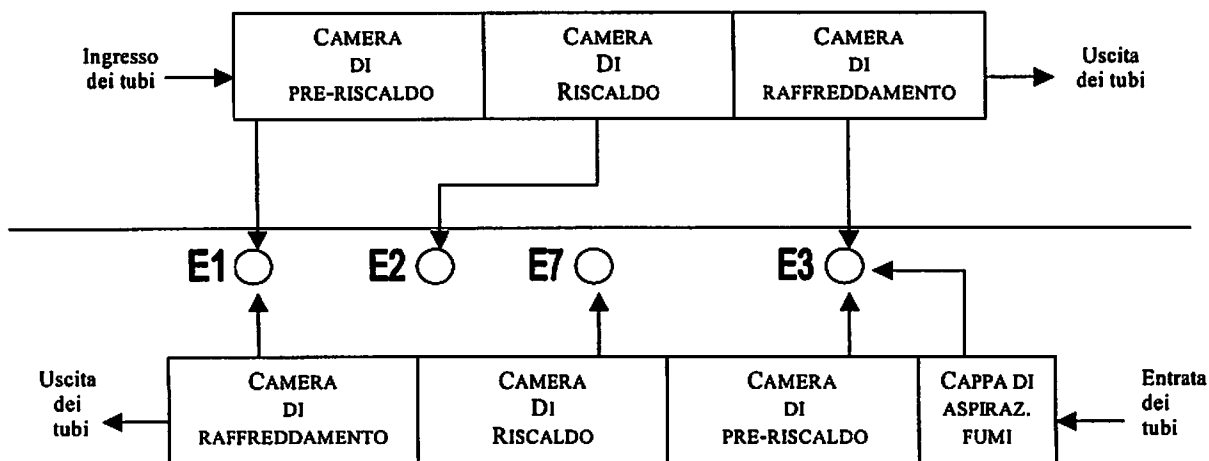 Ingresso
dei tubi
CAMERA
DI
PRE-RISCALDO
CAMERA
DI
RISCALDO
CAMERA
DI
RAFFREDDAMENTO
Uscita
dei tubi
E1
E2
E7
E3
Uscita
dei
tubi
CAMERA
DI
RAFFREDDAMENTO
CAMERA
DI
RISCALDO
CAMERA
DI
PRE-RISCALDO
CAPPA DI
ASPIRAZ.
FUMI
Entrata
dei
tubi